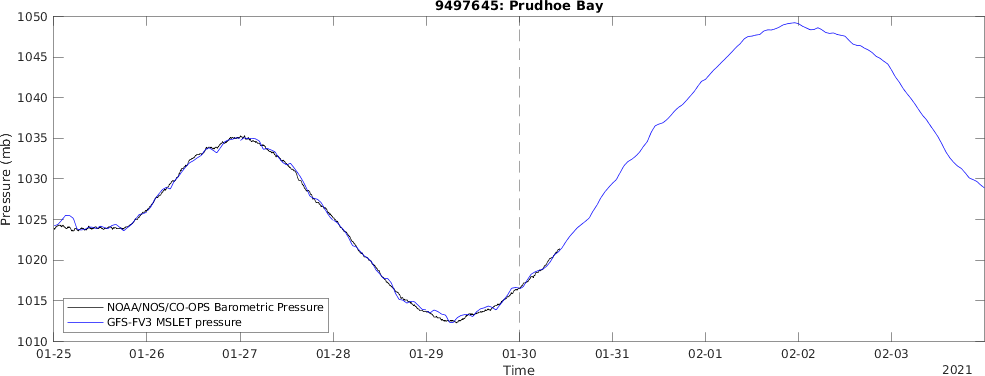 9497645: Prudhoe Bay
Pressure (mb)
1050
1045
1040
1035
1030
1025
1020
1015
1010
NOAA/NOS/CO-OPS Barometric Pressure
GFS-FV3 MSLET pressure
01-25 01-26 01-27 01-28 01-29 01-30 01-31 02-01 02-02 02-03
Time
2021